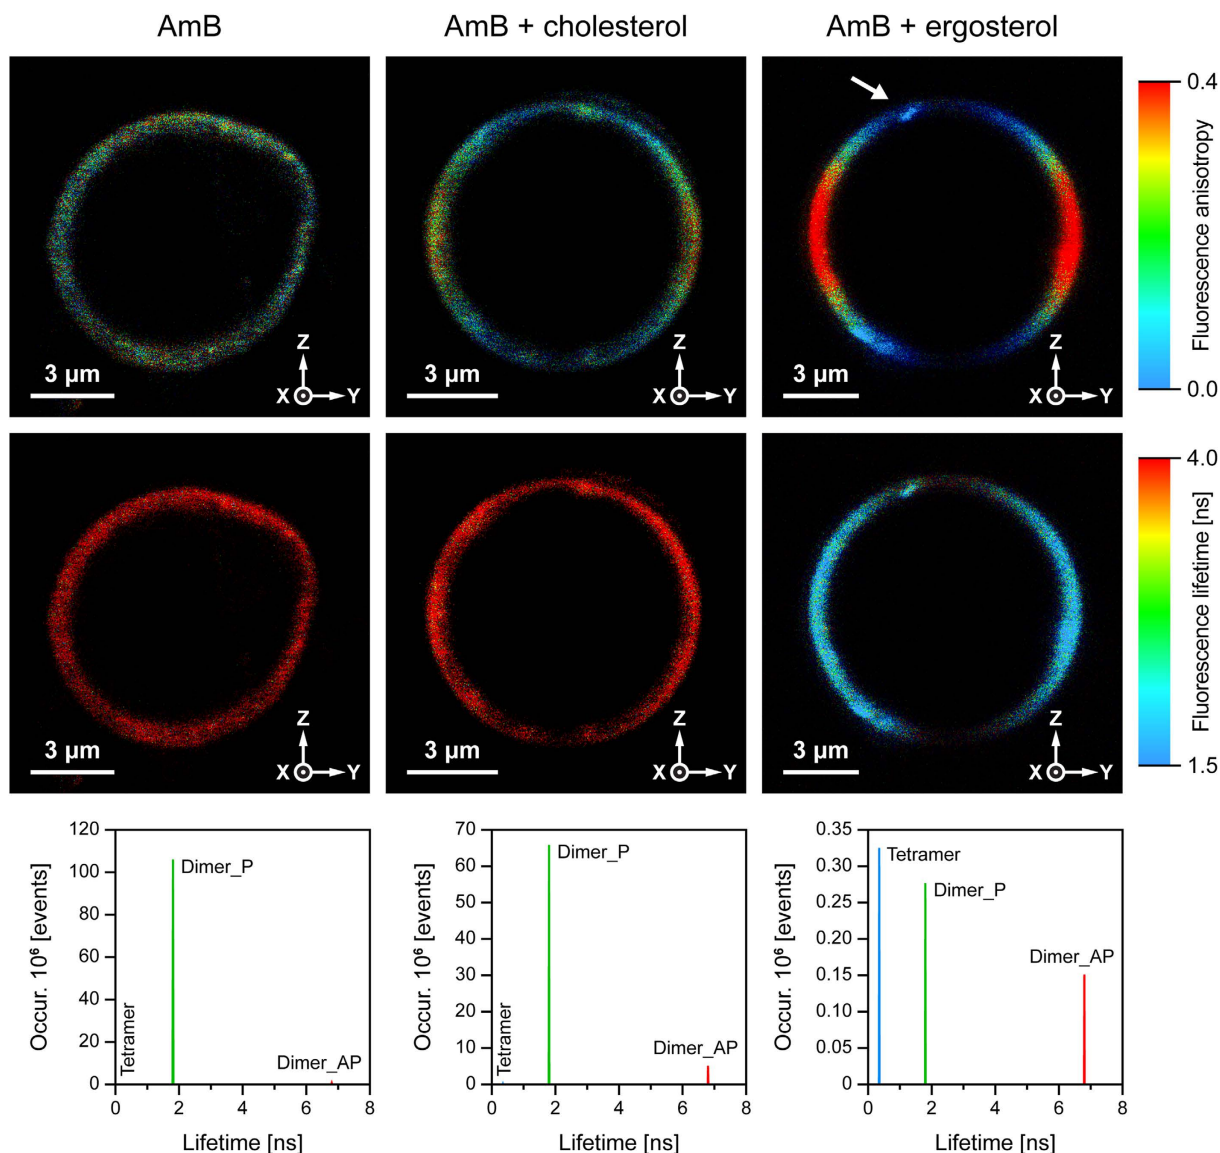 AmB AmB + cholesterol AmB + ergosterol
0.4
Fluorescence anisotropy
0.0
Z Z Z
3 µm X Y 3 µm X Y 3 µm X Y
4.0
Fluorescence lifetime [ns]
1.5
Z Z Z
3 µm X Y 3 µm X Y 3 µm X Y
Occur. 10⁶ [events]
120
100
80
60
40
20
0
Tetramer
Dimer_P
Dimer_AP
0 2 4 6 8
Lifetime [ns]
Occur. 10⁶ [events]
70
60
50
40
30
20
10
0
Tetramer
Dimer_P
Dimer_AP
0 2 4 6 8
Lifetime [ns]
Occur. 10⁶ [events]
0.35
0.30
0.25
0.20
0.15
0.10
0.05
0
Tetramer
Dimer_P
Dimer_AP
0 2 4 6 8
Lifetime [ns]